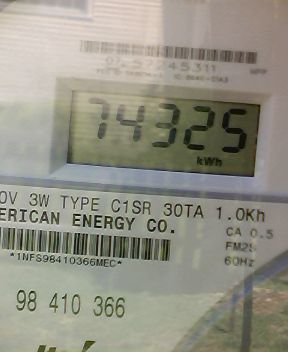 74325
kWh
0V 3W TYPE C1SR 30TA 1.0Kh
ERICAN ENERGY CO.
CA 0.5
FM2S
60Hz
*1NFS98410366MEC*
98 410 366